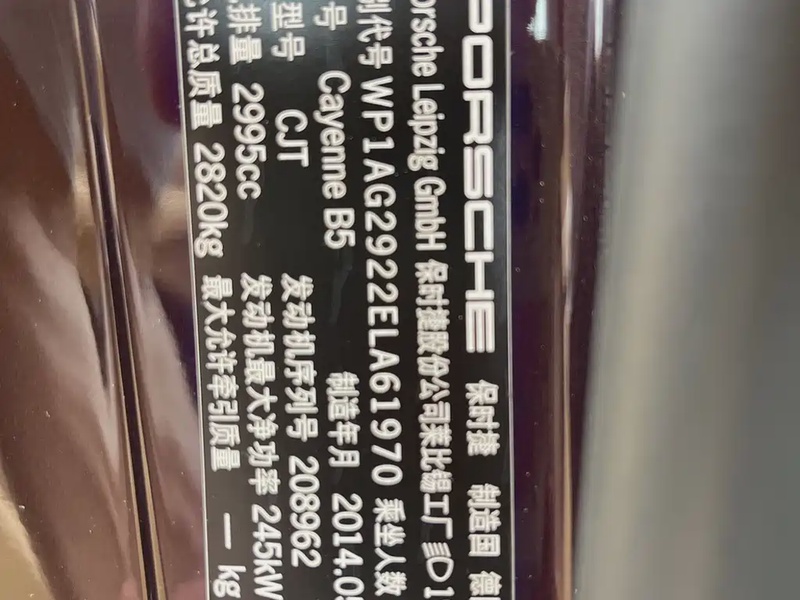 PORSCHE 保时捷 制造国
orsche Leipzig GmbH 保时捷股份公司莱比锡工厂
代号 WP1AG2922ELA61970 乘坐人数
号 Cayenne B5 制造年月 2014.0
型号 CJT 发动机序列号 208962
排量 2995cc 发动机最大净功率 245kW
允许总质量 2820kg 最大允许牵引质量 — kg